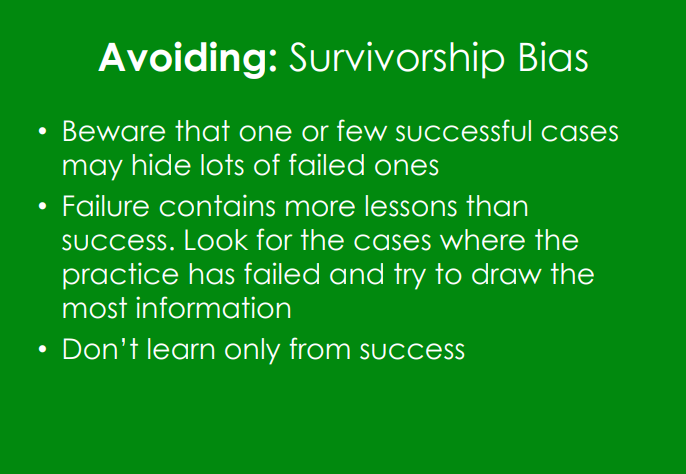 Avoiding: Survivorship Bias
• Beware that one or few successful cases
may hide lots of failed ones
• Failure contains more lessons than
success. Look for the cases where the
practice has failed and try to draw the
most information
• Don’t learn only from success